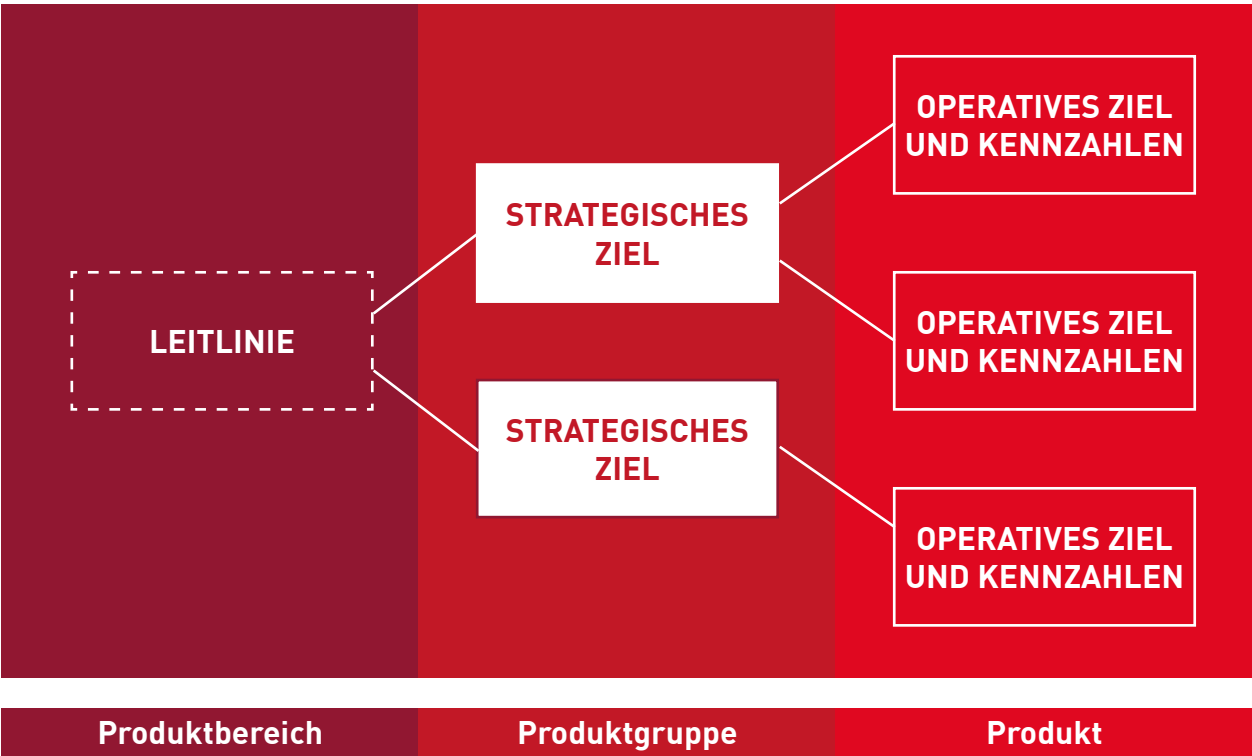 LEITLINIE
STRATEGISCHES
ZIEL
STRATEGISCHES
ZIEL
OPERATIVES ZIEL
UND KENNZAHLEN
OPERATIVES ZIEL
UND KENNZAHLEN
OPERATIVES ZIEL
UND KENNZAHLEN
Produktbereich
Produktgruppe
Produkt